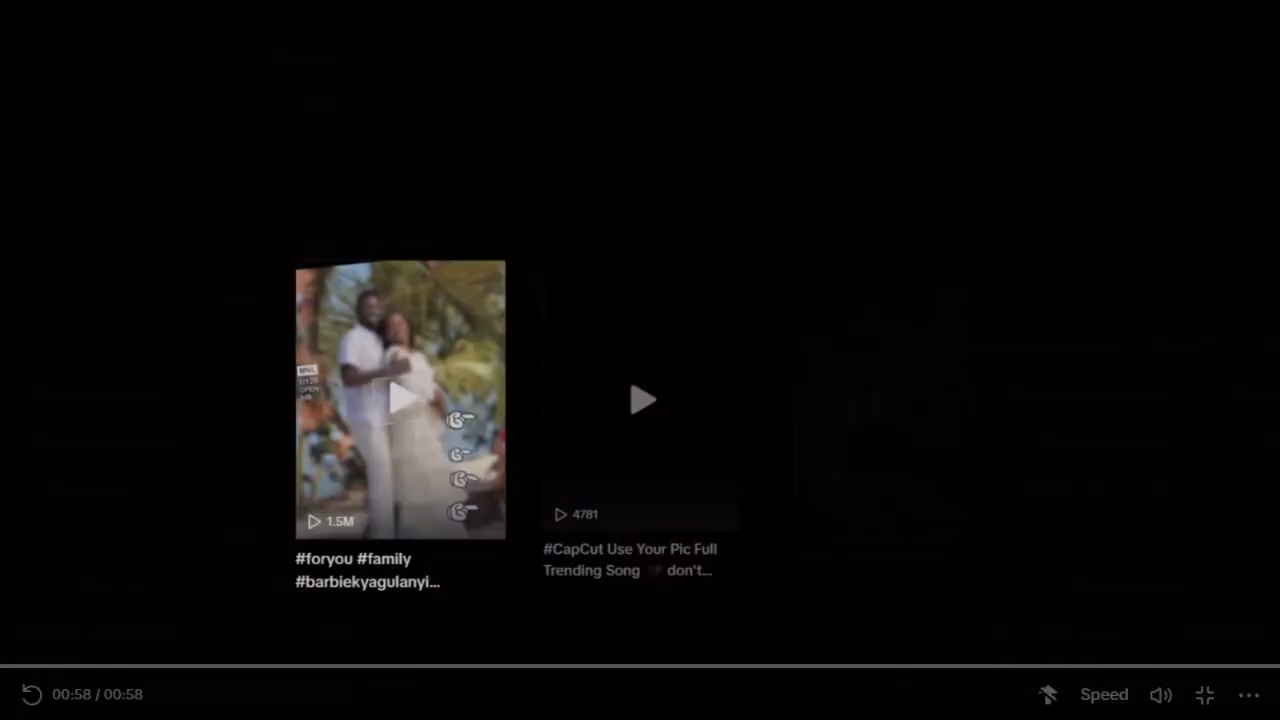 MNL
1.5M
#foryou #family
#barbiekyagulanyi...
4781
#CapCut Use Your Pic Full
Trending Song don't...
00:58 / 00:58
Speed